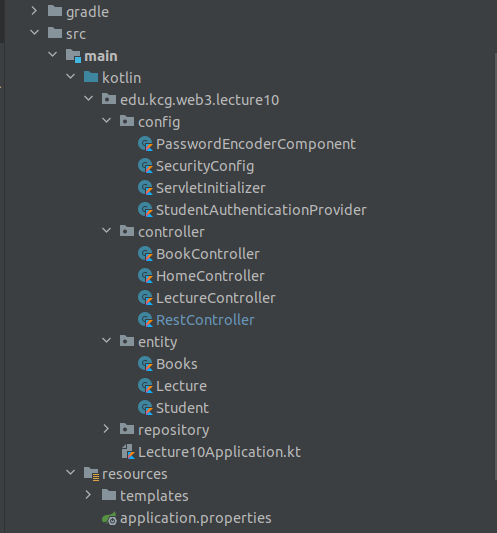 gradle
src
main
kotlin
edu.kcg.web3.lecture10
config
PasswordEncoderComponent
SecurityConfig
ServletInitializer
StudentAuthenticationProvider
controller
BookController
HomeController
LectureController
RestController
entity
Books
Lecture
Student
repository
Lecture10Application.kt
resources
templates
application.properties